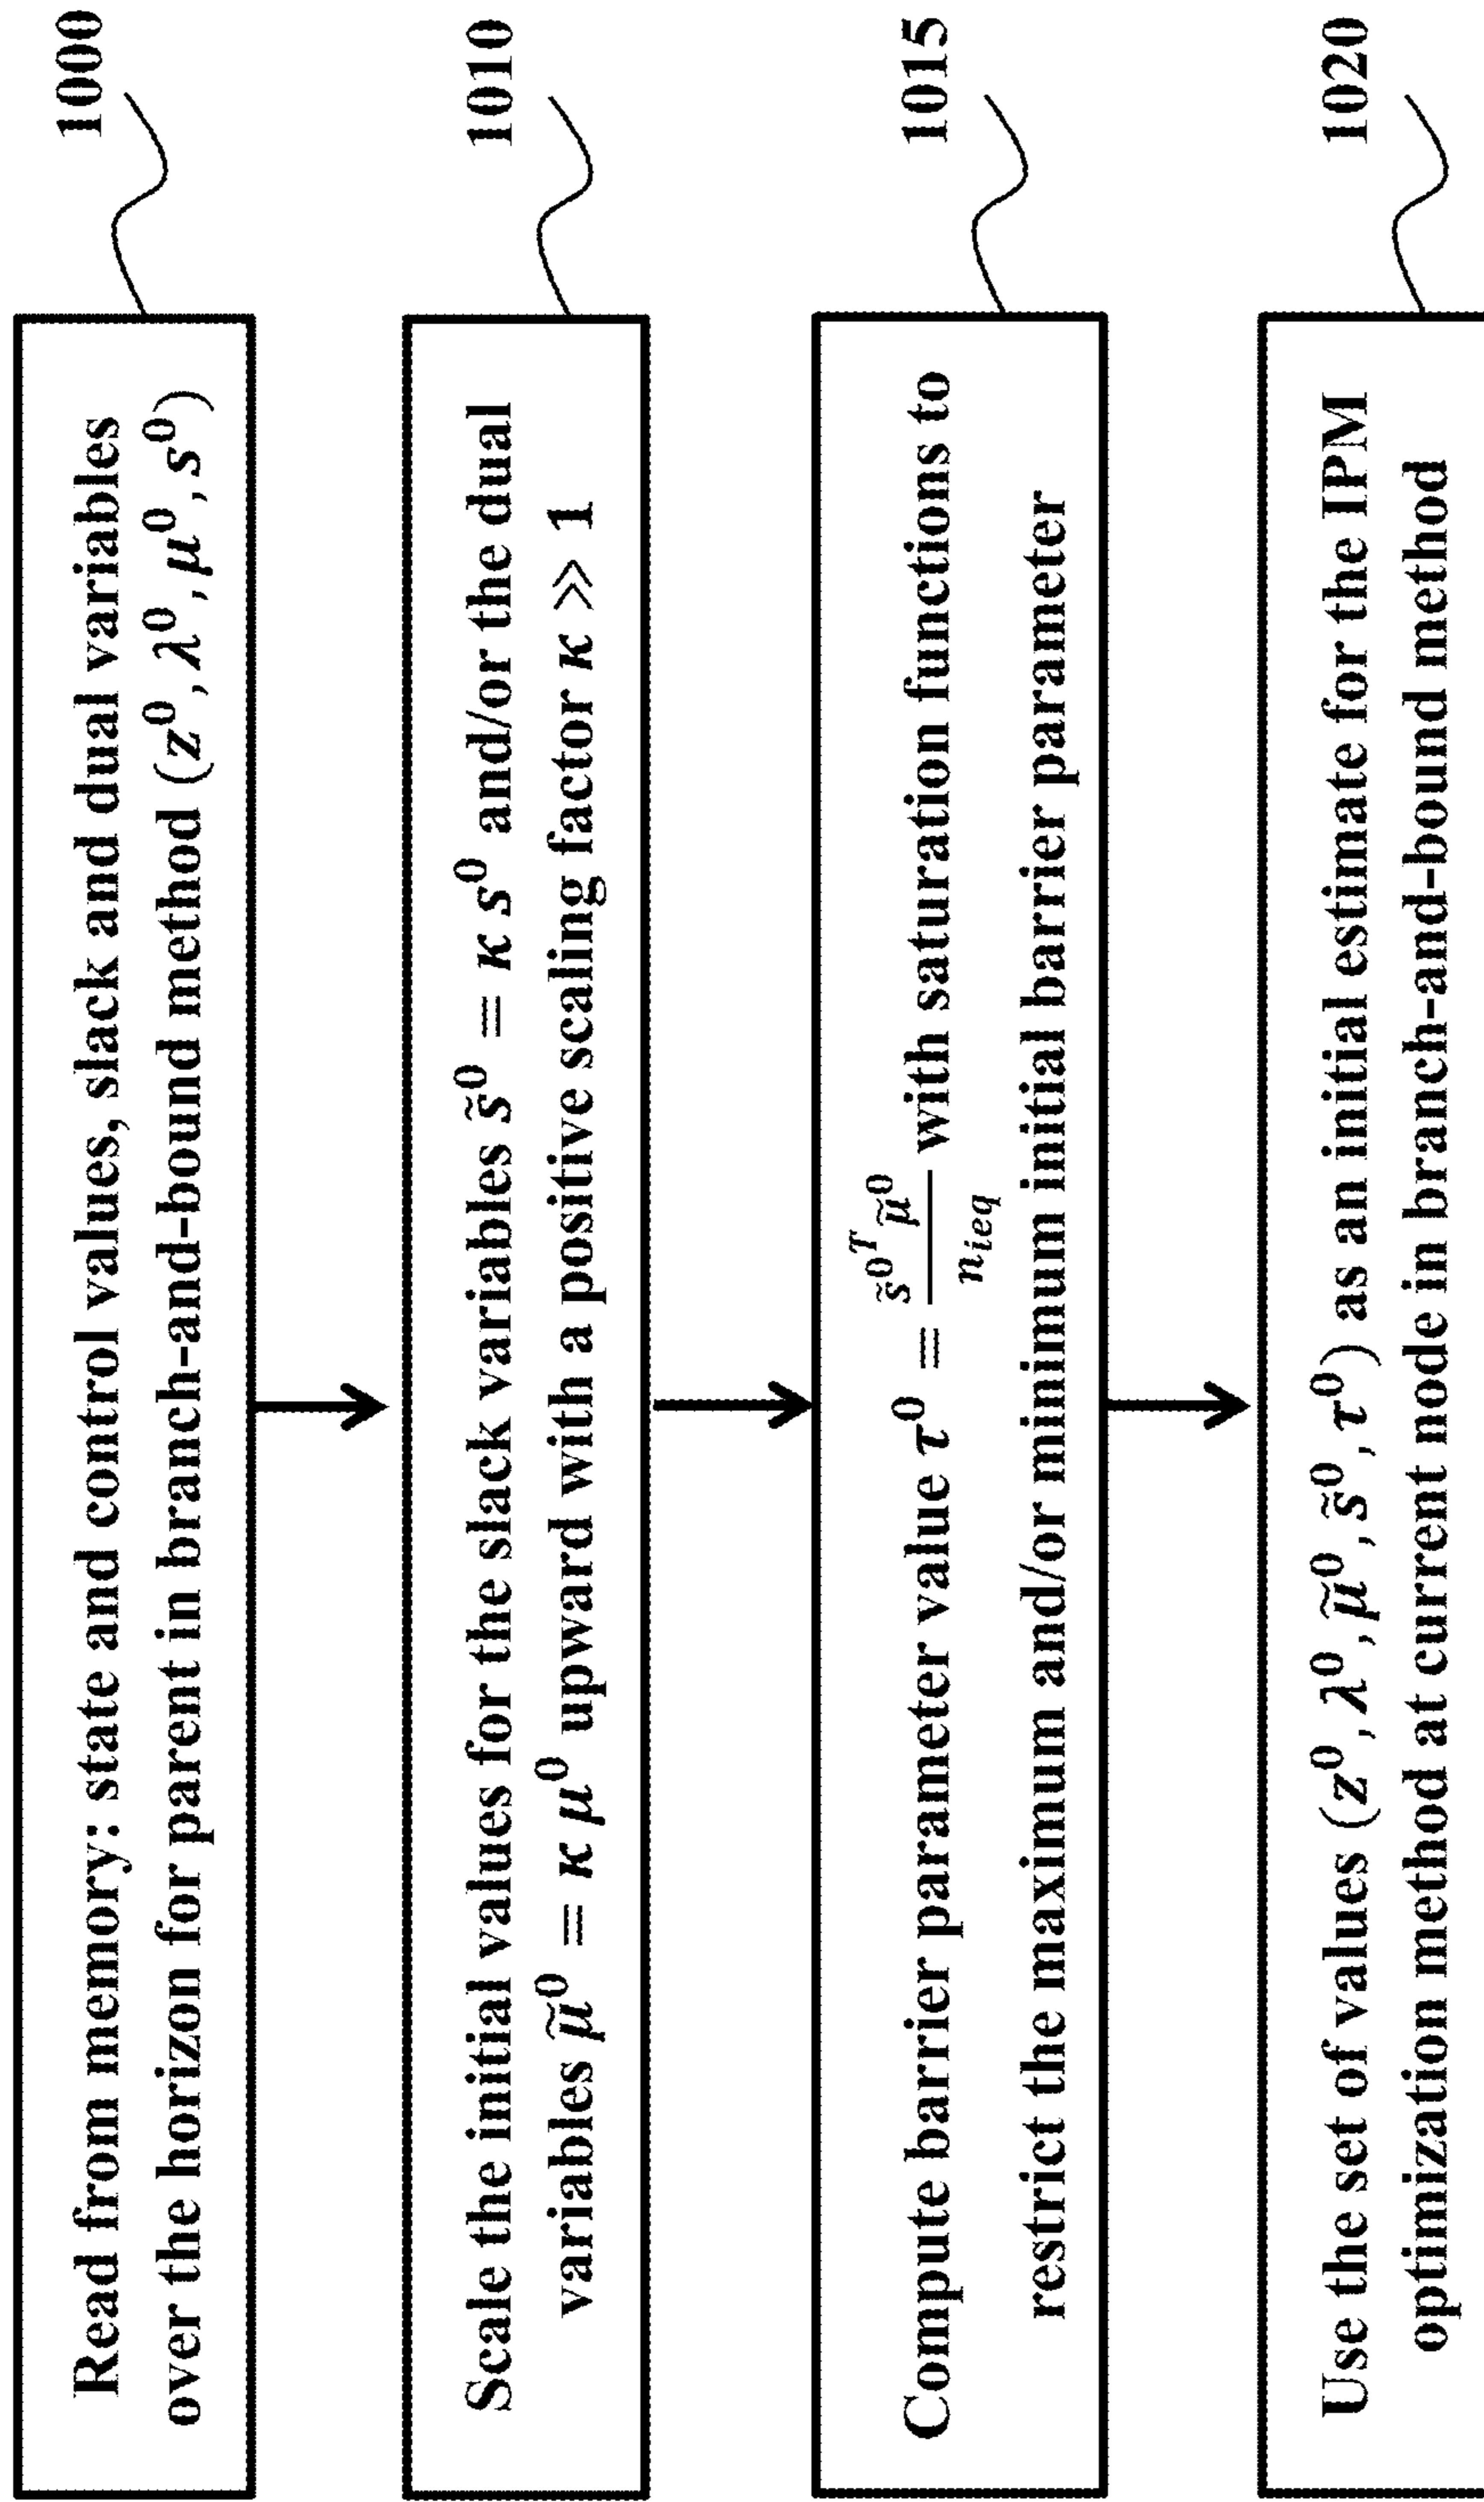 Read from memory: state and control values, slack and dual variables
over the horizon for parent in branch-and-bound method (z⁰, λ⁰, μ⁰, s⁰)
1000
Scale the initial values for the slack variables s̃⁰ = κ s⁰ and/or the dual
variables μ̃⁰ = κ μ⁰ upward with a positive scaling factor κ ≫ 1
1010
Compute barrier parameter value τ⁰ = s̃⁰ᵀ μ̃⁰ / n_ieq with saturation functions to
restrict the maximum and/or minimum initial barrier parameter
1015
Use the set of values (z⁰, λ⁰, μ̃⁰, s̃⁰, τ⁰) as an initial estimate for the IPM
optimization method at current node in branch-and-bound method
1020